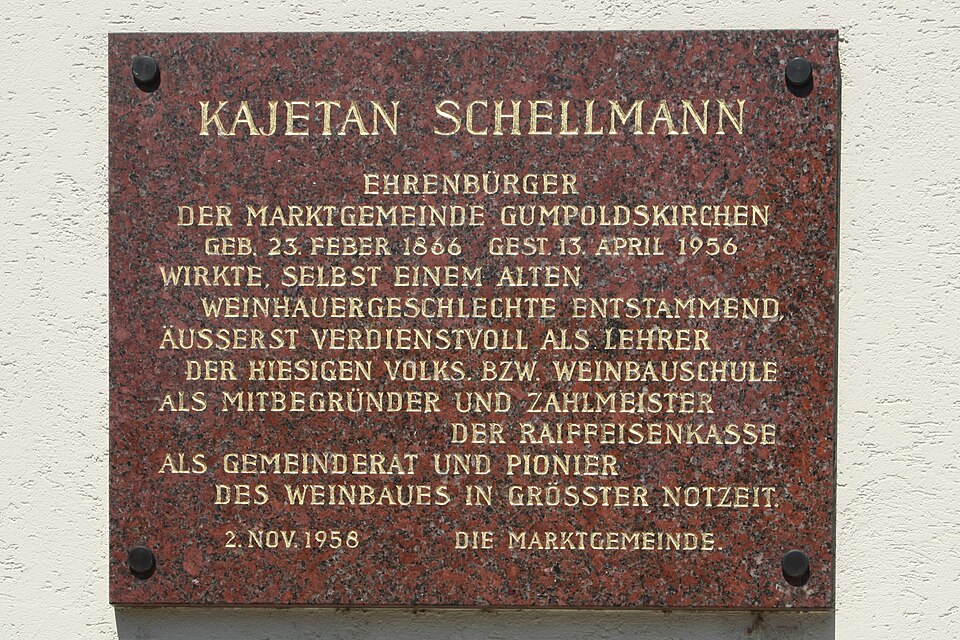 KAJETAN SCHELLMANN
EHRENBÜRGER
DER MARKTGEMEINDE GUMPOLDSKIRCHEN
GEB. 23. FEBER 1866 GEST. 13. APRIL 1956
WIRKTE, SELBST EINEM ALTEN
WEINHAUERGESCHLECHTE ENTSTAMMEND,
ÄUSSERST VERDIENSTVOLL ALS LEHRER
DER HIESIGEN VOLKS. BZW. WEINBAUSCHULE
ALS MITBEGRÜNDER UND ZAHLMEISTER
DER RAIFFEISENKASSE
ALS GEMEINDERAT UND PIONIER
DES WEINBAUES IN GRÖSSTER NOTZEIT.
2. NOV. 1958 DIE MARKTGEMEINDE.